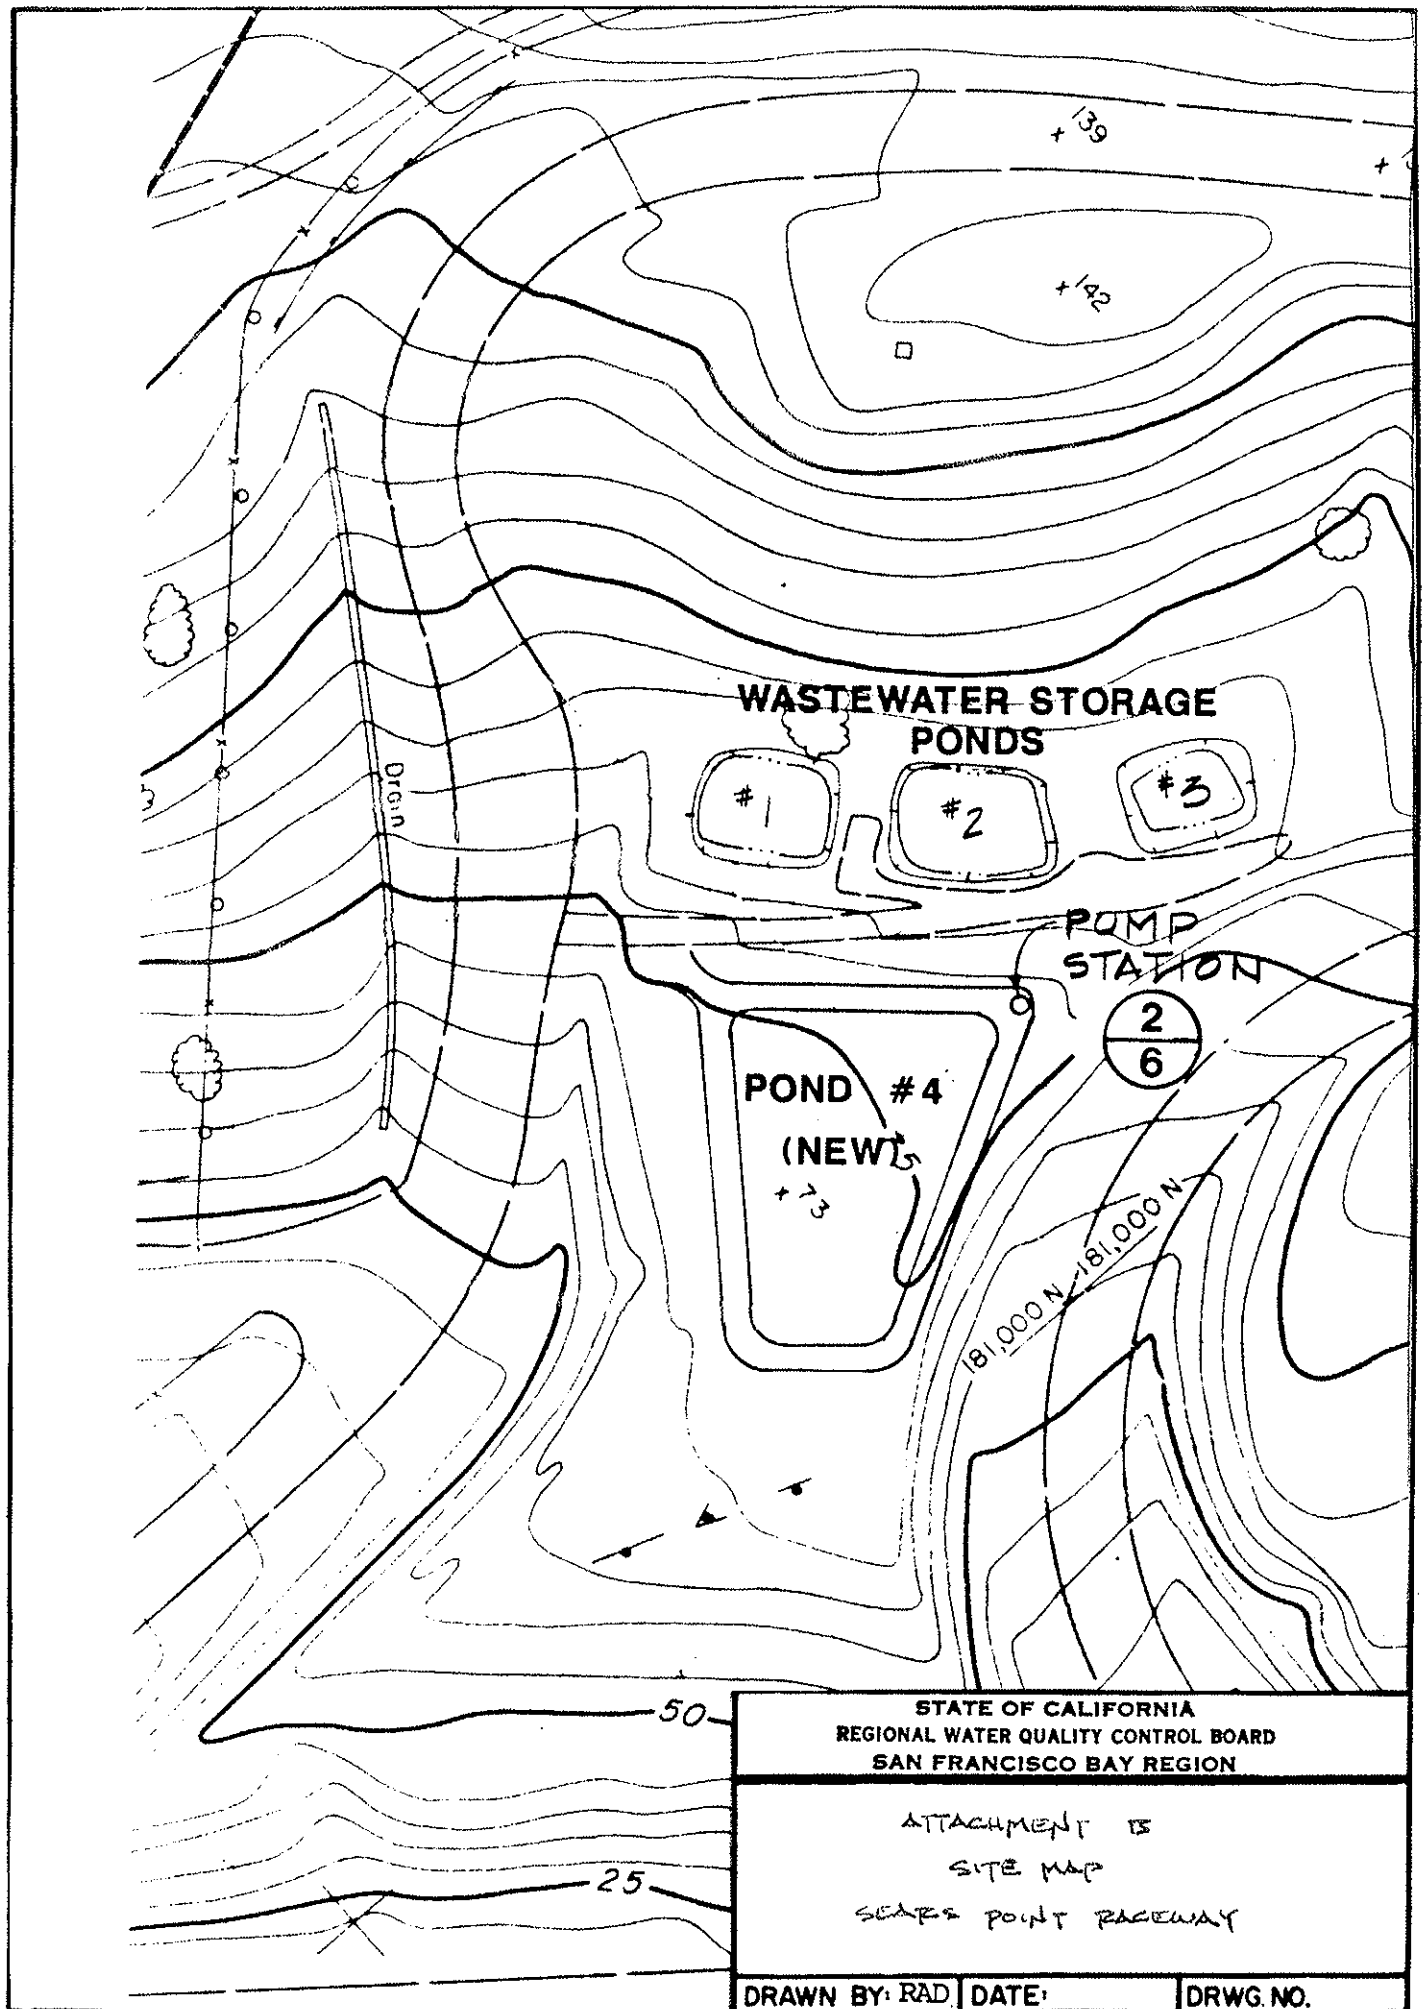 + 139
+ 142
WASTEWATER STORAGE
PONDS
#1
#2
#3
Drain
PUMP
STATION
2
6
POND #4
(NEW)
75
+ 73
181,000 N
181,000 N
50
STATE OF CALIFORNIA
REGIONAL WATER QUALITY CONTROL BOARD
SAN FRANCISCO BAY REGION
ATTACHMENT B
SITE MAP
SEARS POINT RACEWAY
25
DRAWN BY: RAD DATE: DRWG. NO.